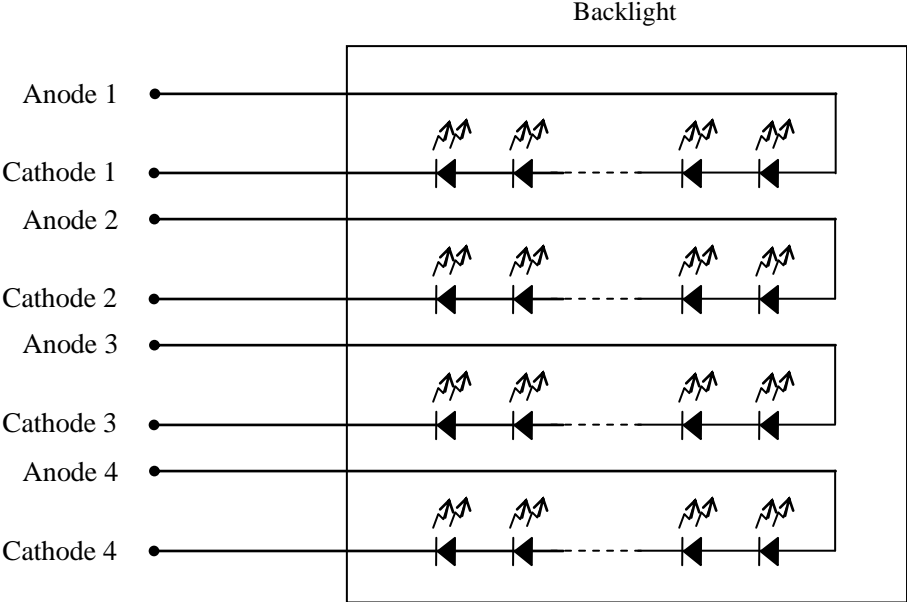 Backlight
Anode 1
Cathode 1
Anode 2
Cathode 2
Anode 3
Cathode 3
Anode 4
Cathode 4